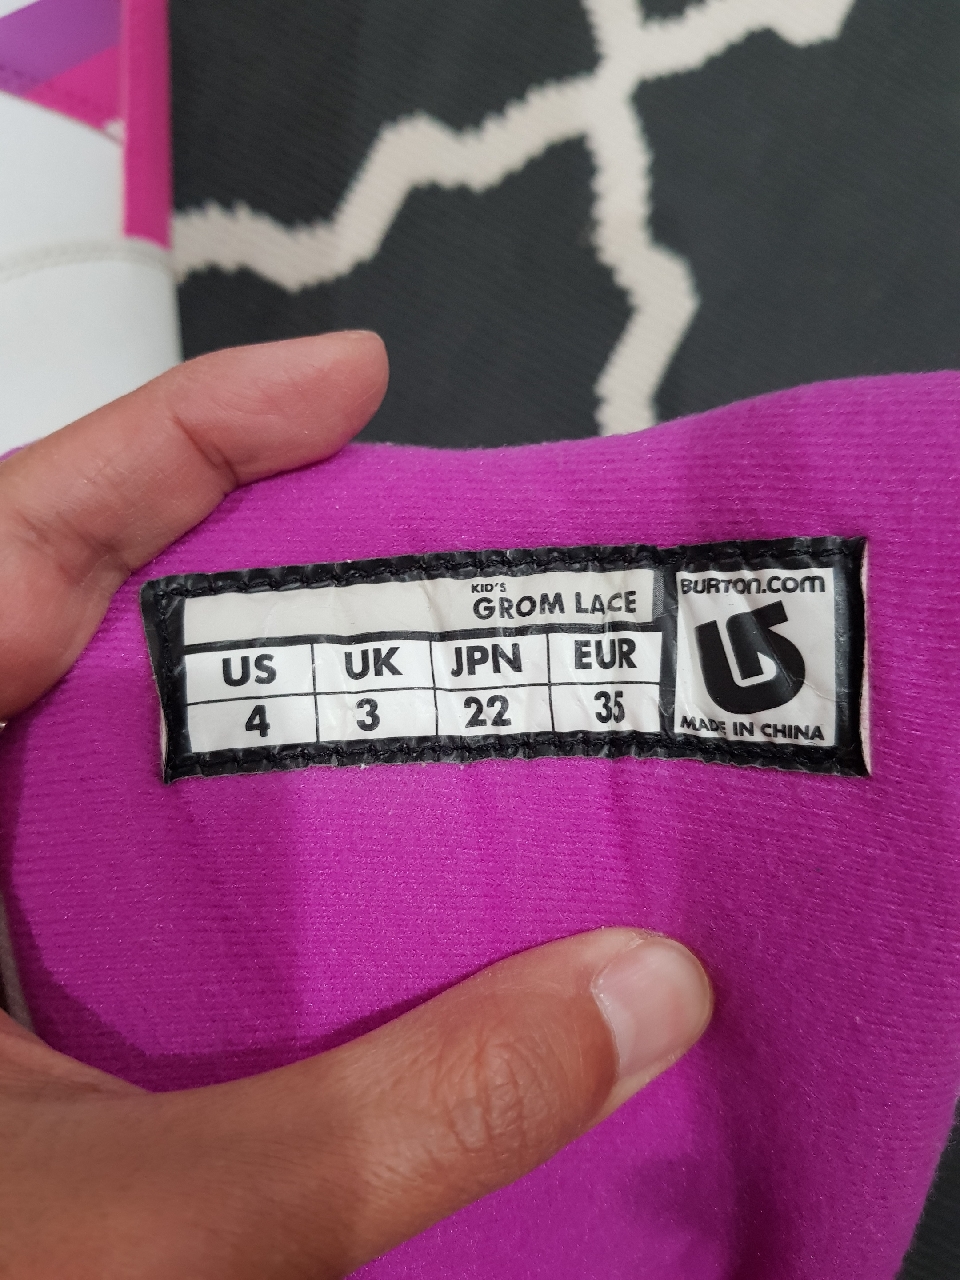 KID'S
GROM LACE
US UK JPN EUR
4 3 22 35
BURTON.COM
MADE IN CHINA